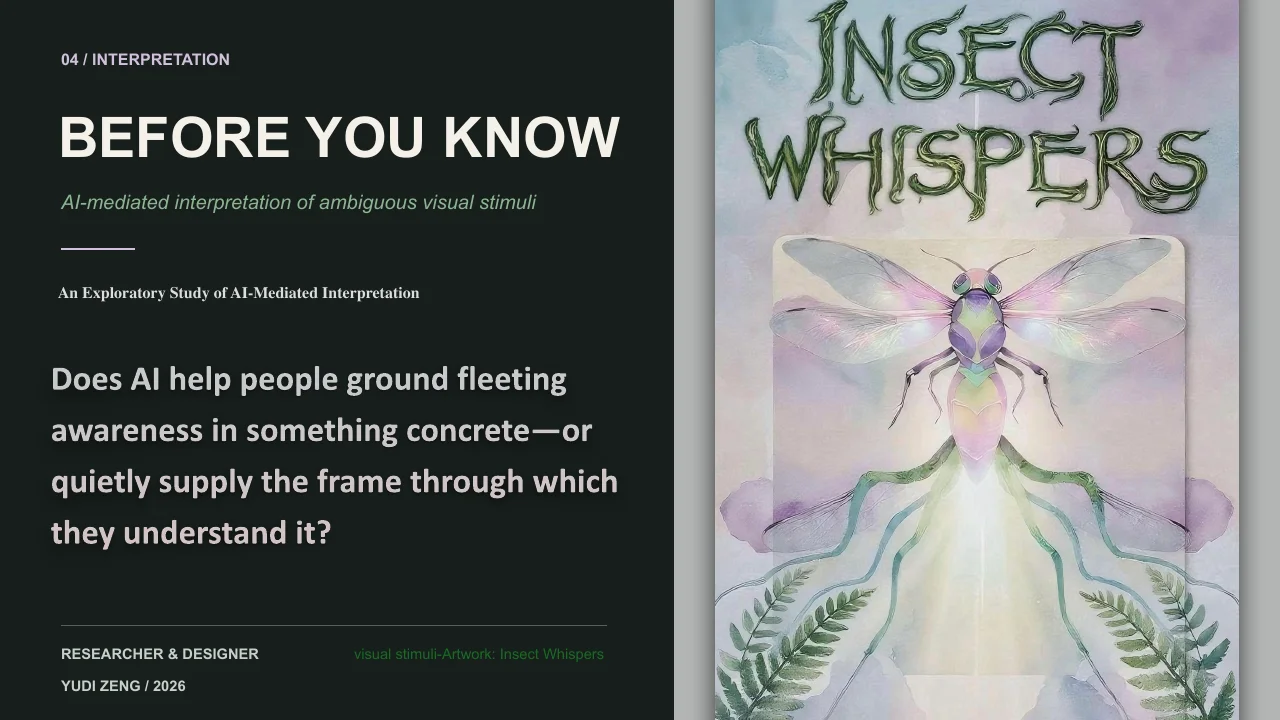 04 / INTERPRETATION
BEFORE YOU KNOW
AI-mediated interpretation of ambiguous visual stimuli
An Exploratory Study of AI-Mediated Interpretation
Does AI help people ground fleeting
awareness in something concrete—or
quietly supply the frame through which
they understand it?
RESEARCHER & DESIGNER
visual stimuli-Artwork: Insect Whispers
YUDI ZENG / 2026
INSECT
WHISPERS